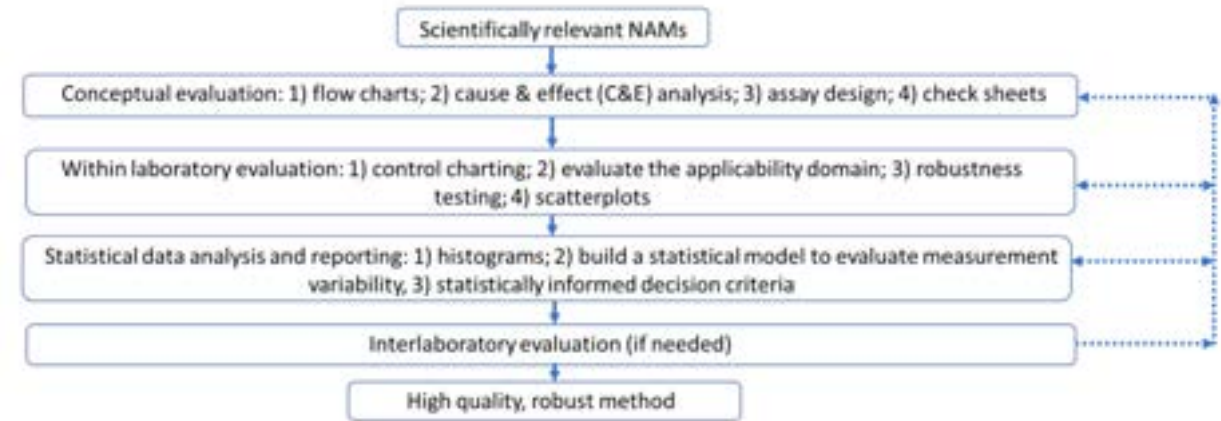 Scientifically relevant NAMs
Conceptual evaluation: 1) flow charts; 2) cause & effect (C&E) analysis; 3) assay design; 4) check sheets
Within laboratory evaluation: 1) control charting; 2) evaluate the applicability domain; 3) robustness
testing; 4) scatterplots
Statistical data analysis and reporting: 1) histograms; 2) build a statistical model to evaluate measurement
variability, 3) statistically informed decision criteria
Interlaboratory evaluation (if needed)
High quality, robust method